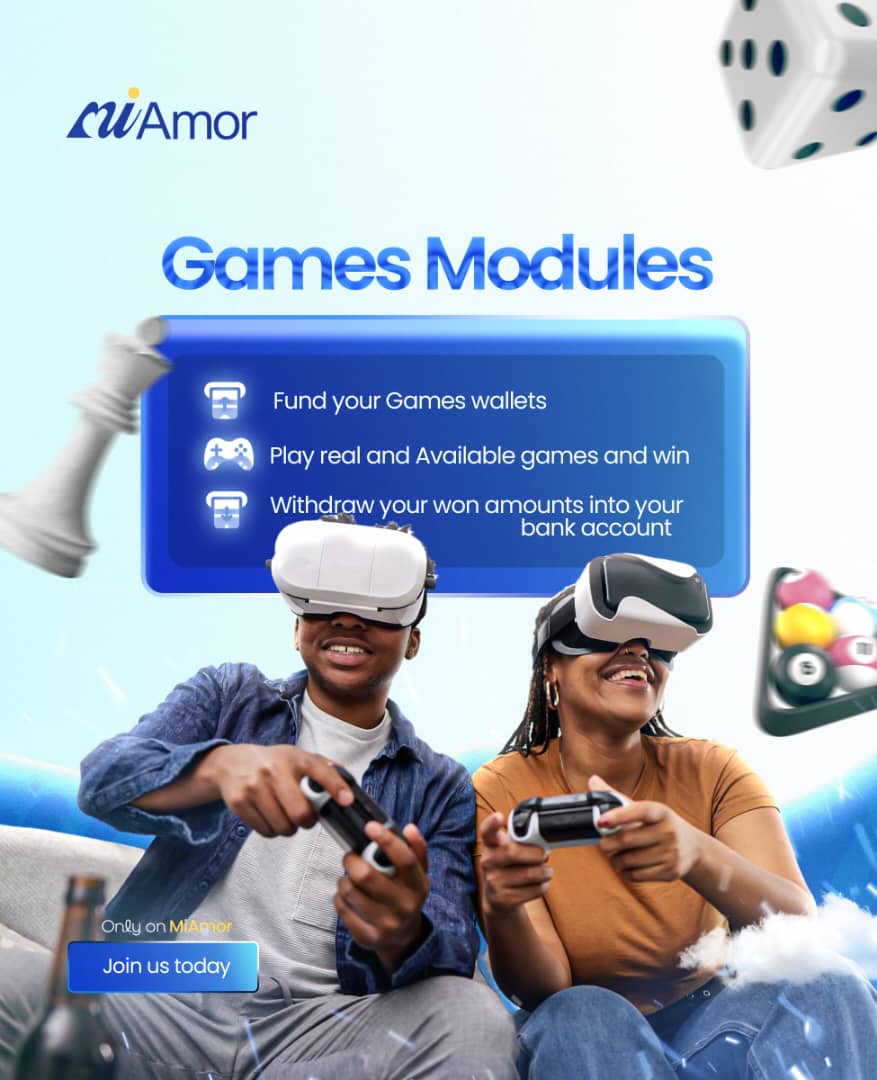 miAmor
Games Modules
Fund your Games wallets
Play real and Available games and win
Withdraw your won amounts into your
bank account
Only on MiAmor
Join us today